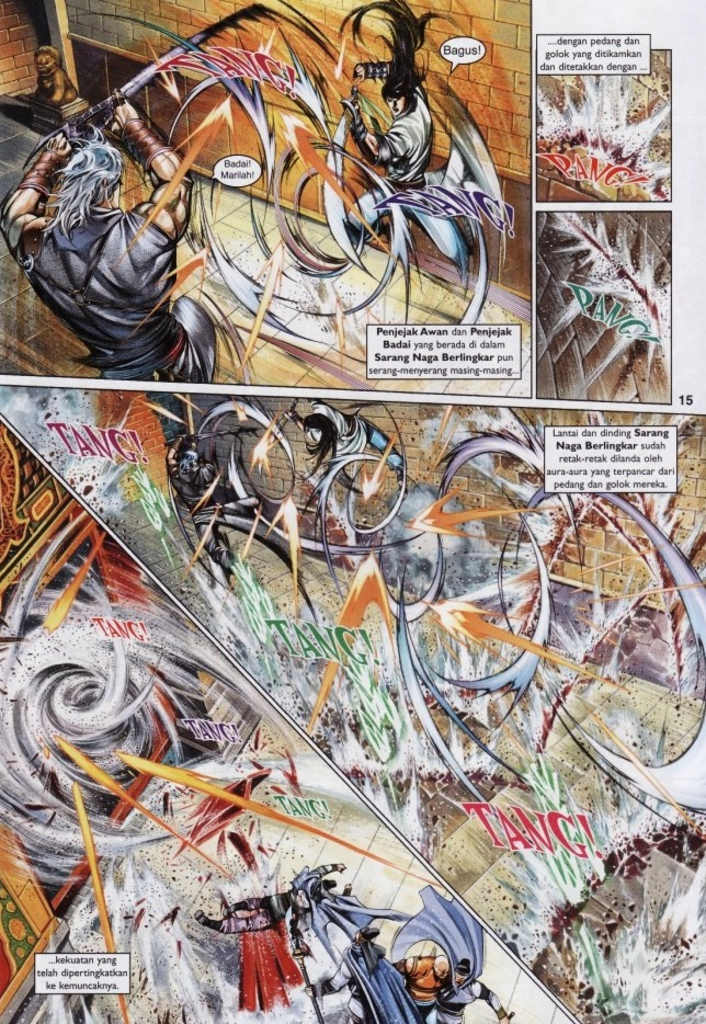 Bagus!
PANG!
Badai!
Marilah!
PANG!
Penjejak Awan dan Penjejak
Badai yang berada di dalam
Sarang Naga Berlingkar pun
serang-menyerang masing-masing...
....dengan pedang dan
golok yang ditikamkan
dan ditetakkan dengan ...
PANG!
PANG!
15
TANG!
Lantai dan dinding Sarang
Naga Berlingkar sudah
retak-retak dilanda oleh
aura-aura yang terpancar dari
pedang dan golok mereka.
TANG!
TANG!
TANG!
TANG!
TANG!
...kekuatan yang
telah dipertingkatkan
ke kemuncaknya.